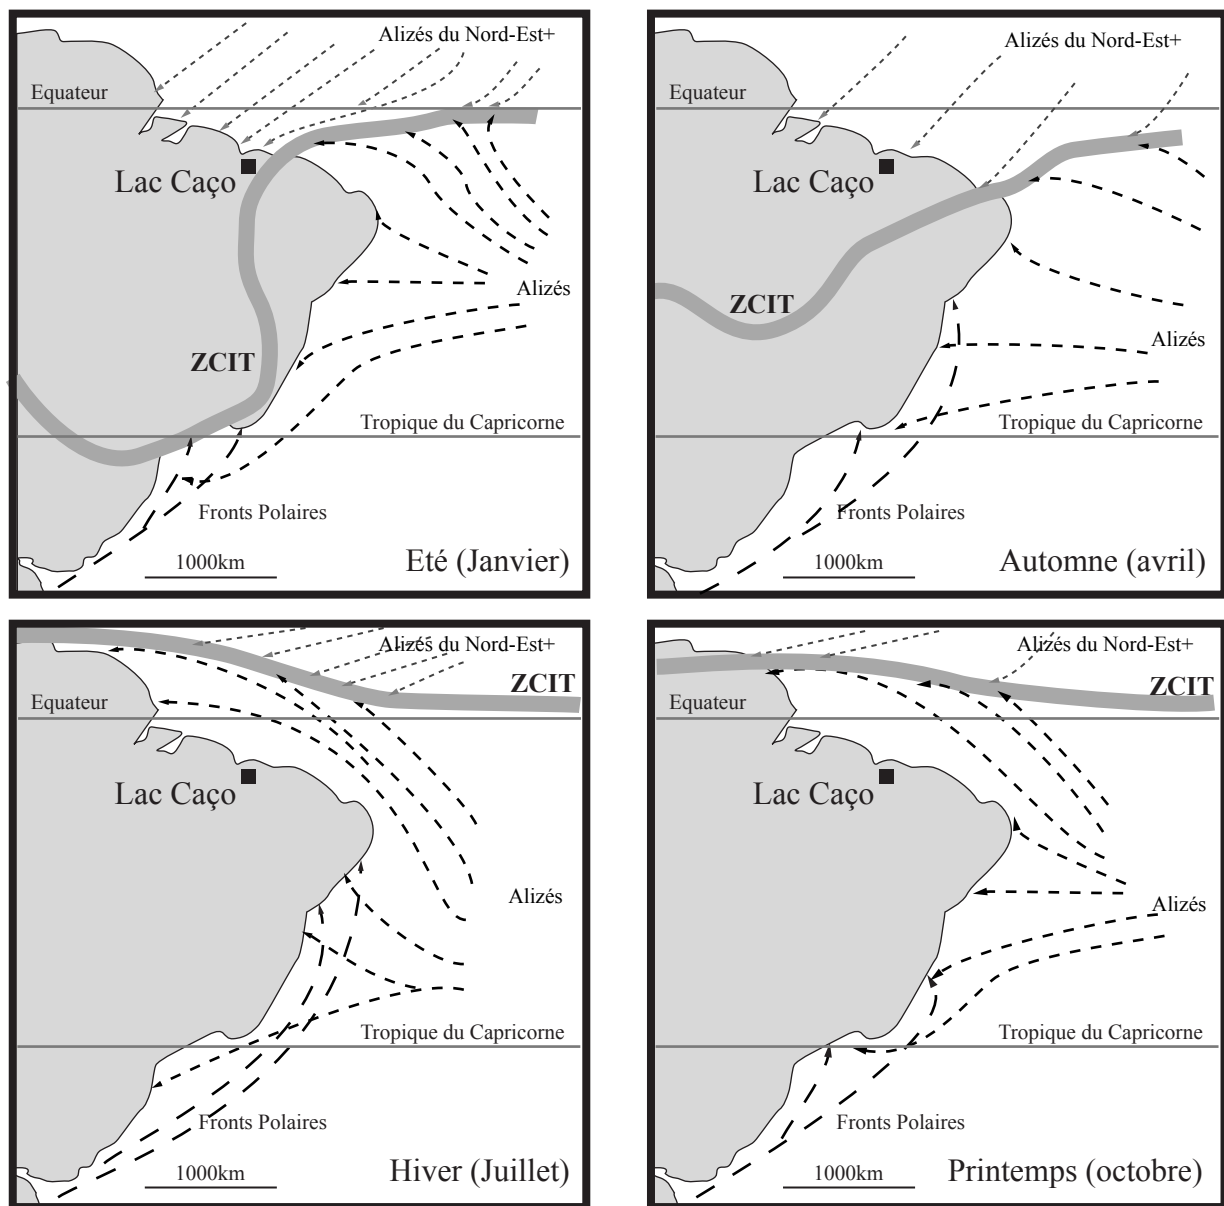 Alizés du Nord-Est+
Equateur
Lac Caço
Alizés
ZCIT
Tropique du Capricorne
Fronts Polaires
1000km
Eté (Janvier)
Alizés du Nord-Est+
Equateur
Lac Caço
ZCIT
Alizés
Tropique du Capricorne
Fronts Polaires
1000km
Automne (avril)
Alizés du Nord-Est+
ZCIT
Equateur
Lac Caço
Alizés
Tropique du Capricorne
Fronts Polaires
1000km
Hiver (Juillet)
Alizés du Nord-Est+
ZCIT
Equateur
Lac Caço
Alizés
Tropique du Capricorne
Fronts Polaires
1000km
Printemps (octobre)